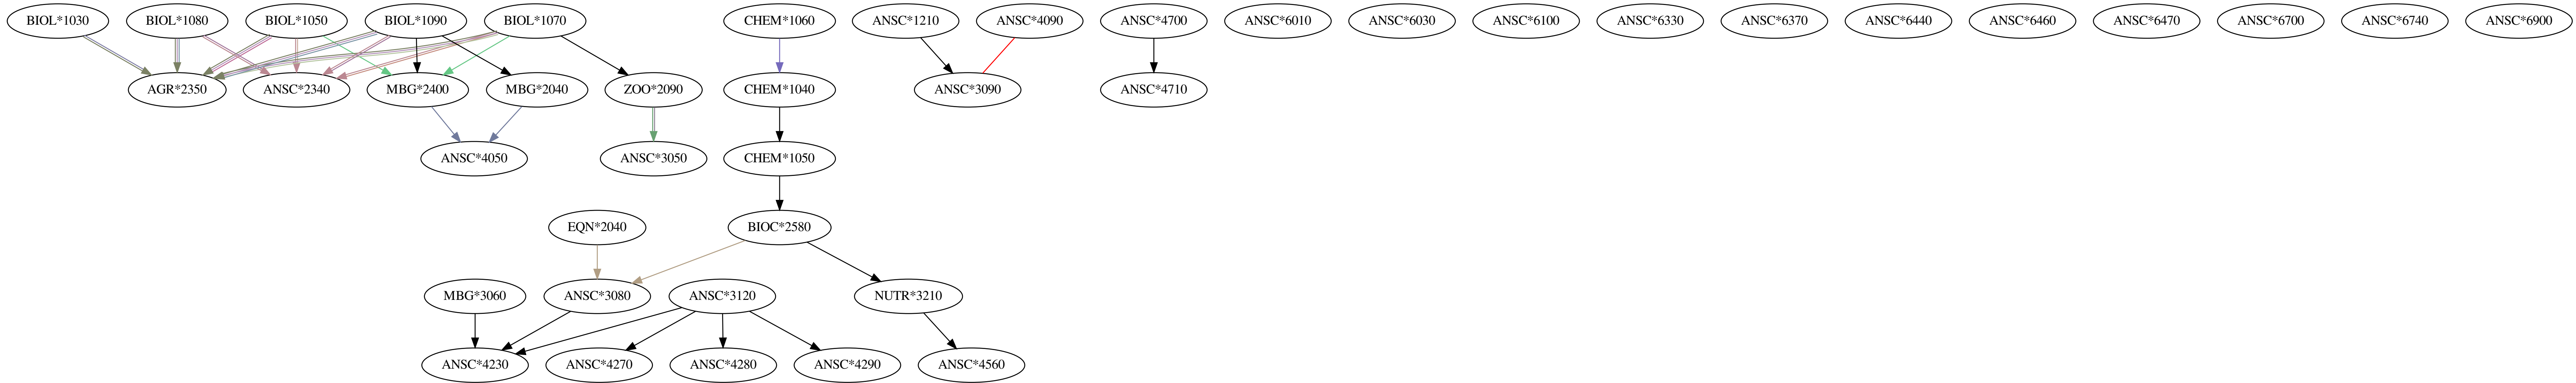 BIOL*1030 BIOL*1080 BIOL*1050 BIOL*1090 BIOL*1070 CHEM*1060 ANSC*1210 ANSC*4090 ANSC*4700 ANSC*6010 ANSC*6030 ANSC*6100 ANSC*6330 ANSC*6370 ANSC*6440 ANSC*6460 ANSC*6470 ANSC*6700 ANSC*6740 ANSC*6900
AGR*2350 ANSC*2340 MBG*2400 MBG*2040 ZOO*2090 CHEM*1040 ANSC*3090 ANSC*4710
ANSC*4050 ANSC*3050 CHEM*1050
EQN*2040 BIOC*2580
MBG*3060 ANSC*3080 ANSC*3120 NUTR*3210
ANSC*4230 ANSC*4270 ANSC*4280 ANSC*4290 ANSC*4560